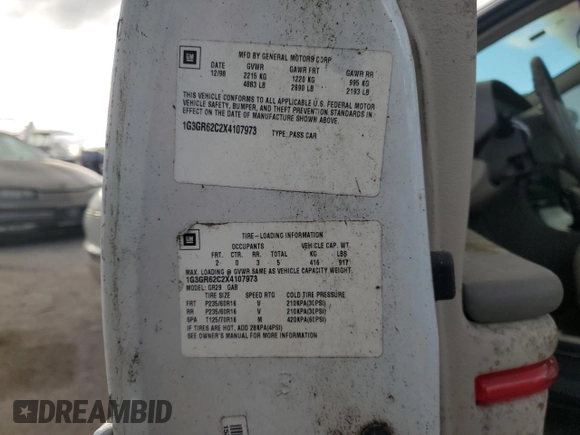 GM
MFD BY GENERAL MOTORS CORP
DATE GVWR GAWR FRT GAWR RR
12/98 2215 KG 1220 KG 995 KG
4883 LB 2690 LB 2193 LB
THIS VEHICLE CONFORMS TO ALL APPLICABLE U.S. FEDERAL MOTOR
VEHICLE SAFETY, BUMPER, AND THEFT PREVENTION STANDARDS IN
EFFECT ON THE DATE OF MANUFACTURE SHOWN ABOVE.
1G3GR62C2X4107973 TYPE: PASS CAR
GM
TIRE-LOADING INFORMATION
OCCUPANTS VEHICLE CAP. WT.
FRT. CTR. RR. TOTAL KG LBS
2 0 3 5 416 917
MAX. LOADING @ GVWR SAME AS VEHICLE CAPACITY WEIGHT.
1G3GR62C2X4107973
MODEL: GR29 GAB
TIRE SIZE SPEED RTG COLD TIRE PRESSURE
FRT P235/60R16 V 210KPA(30PSI)
RR P235/60R16 V 210KPA(30PSI)
SPA T125/70R16 M 420KPA(60PSI)
IF TIRES ARE HOT, ADD 28KPA(4PSI)
SEE OWNER'S MANUAL FOR MORE INFORMATION
DREAMBID